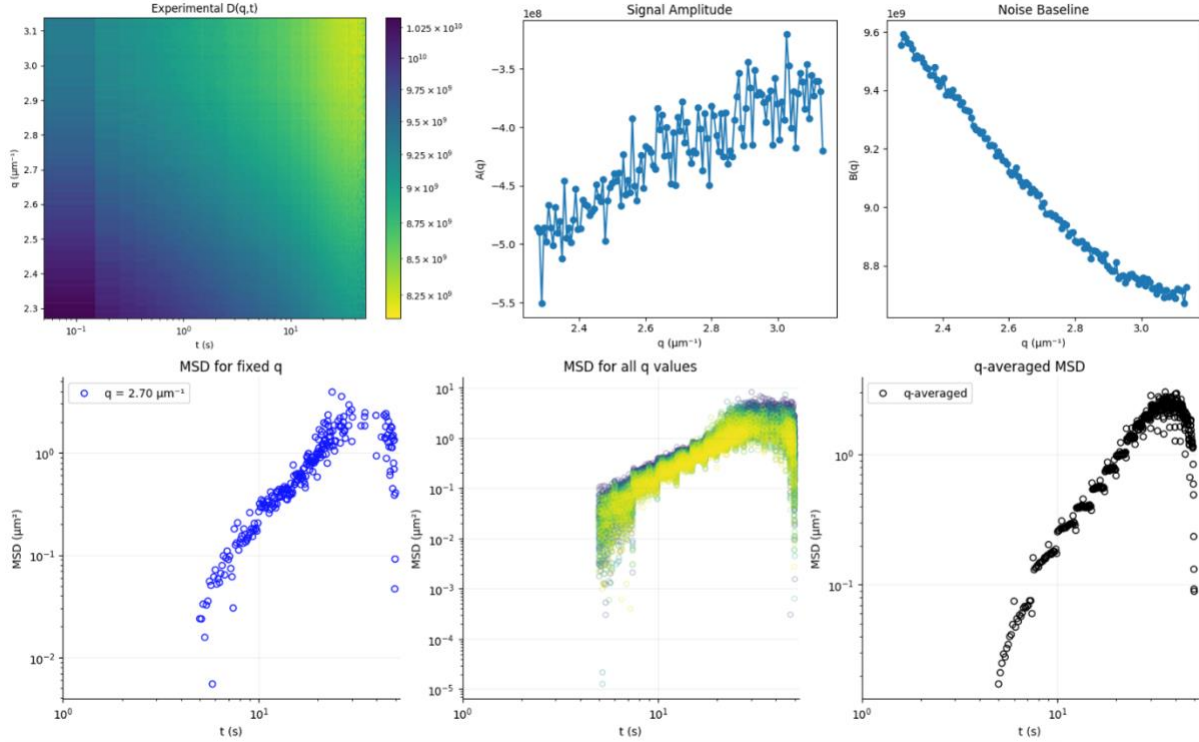 Experimental D(q,t)
q (μm⁻¹)
3.1
3.0
2.9
2.8
2.7
2.6
2.5
2.4
2.3
10⁻¹
10⁰
10¹
t (s)
1.025 × 10¹⁰
10¹⁰
9.75 × 10⁹
9.5 × 10⁹
9.25 × 10⁹
9 × 10⁹
8.75 × 10⁹
8.5 × 10⁹
8.25 × 10⁹
Signal Amplitude
1e8
A(q)
−3.5
−4.0
−4.5
−5.0
−5.5
2.4
2.6
2.8
3.0
q (μm⁻¹)
Noise Baseline
1e9
B(q)
9.6
9.4
9.2
9.0
8.8
2.4
2.6
2.8
3.0
q (μm⁻¹)
MSD for fixed q
q = 2.70 μm⁻¹
MSD (μm²)
10⁰
10⁻¹
10⁻²
10⁰
10¹
t (s)
MSD for all q values
MSD (μm²)
10¹
10⁰
10⁻¹
10⁻²
10⁻³
10⁻⁴
10⁻⁵
10⁰
10¹
t (s)
q-averaged MSD
q-averaged
MSD (μm²)
10⁰
10⁻¹
10⁰
10¹
t (s)